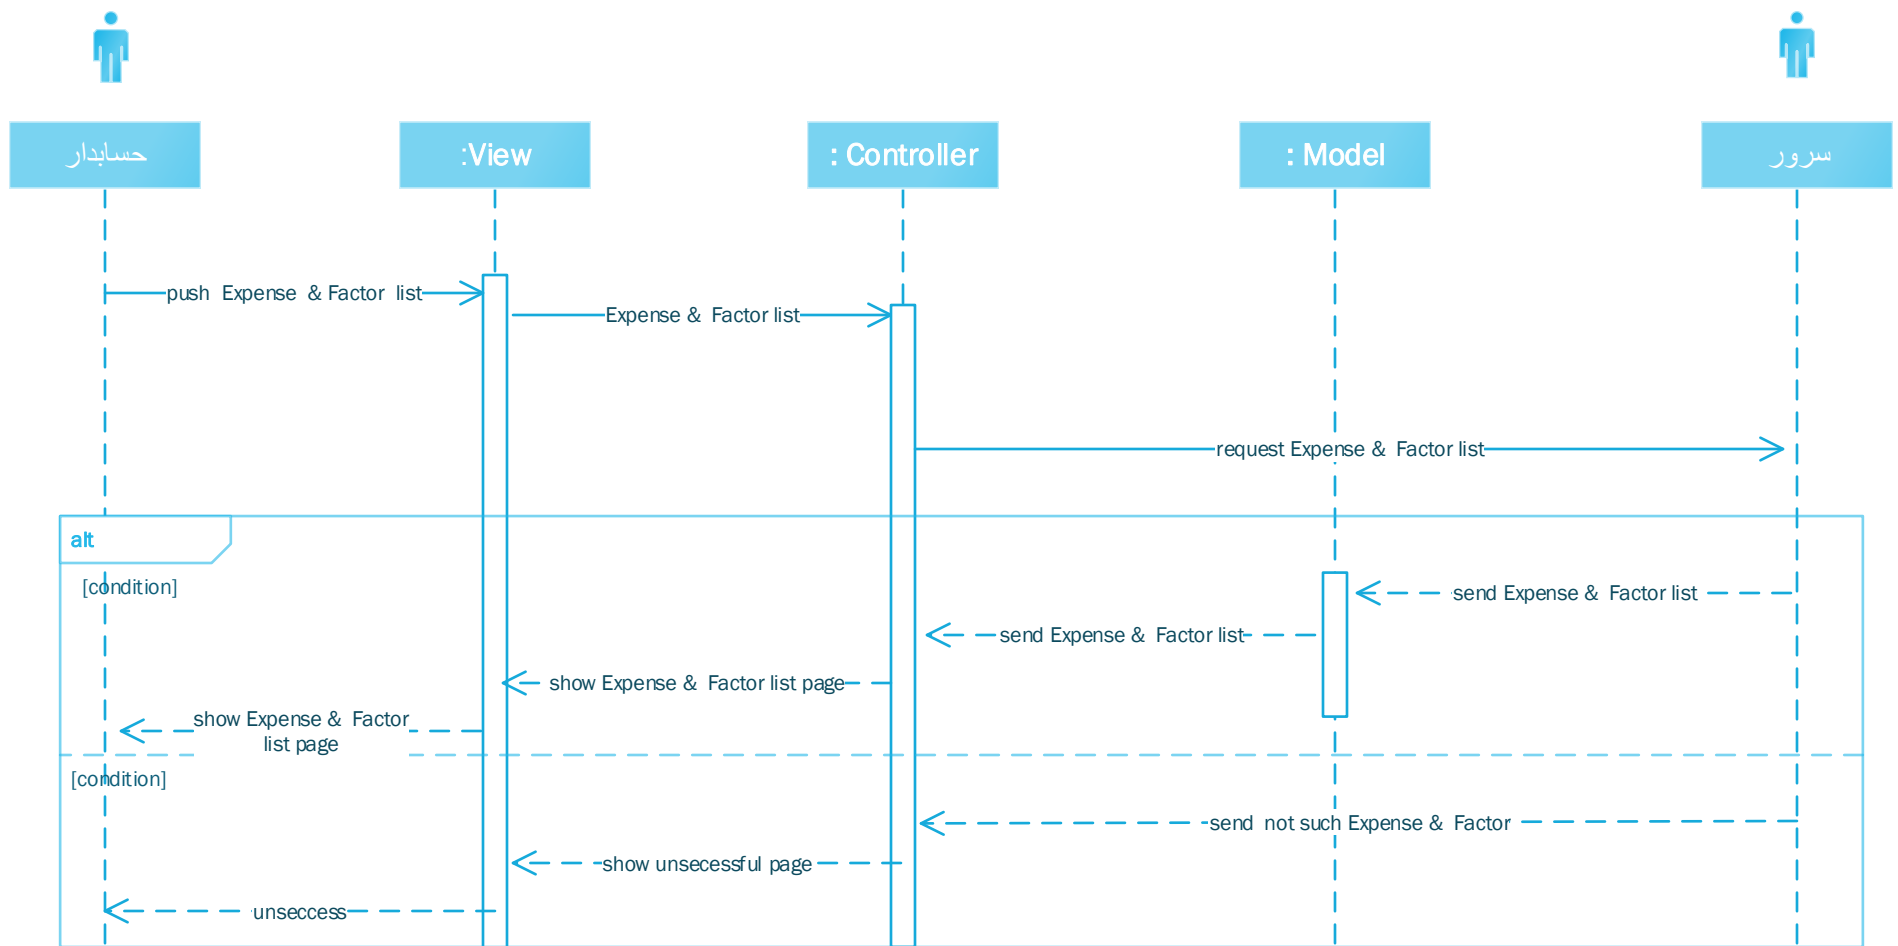 حسابدار
:View
: Controller
: Model
سرور
push Expense & Factor list
Expense & Factor list
request Expense & Factor list
alt
[condition]
send Expense & Factor list
send Expense & Factor list
show Expense & Factor list page
show Expense & Factor
list page
[condition]
send not such Expense & Factor
show unsecessful page
unseccess